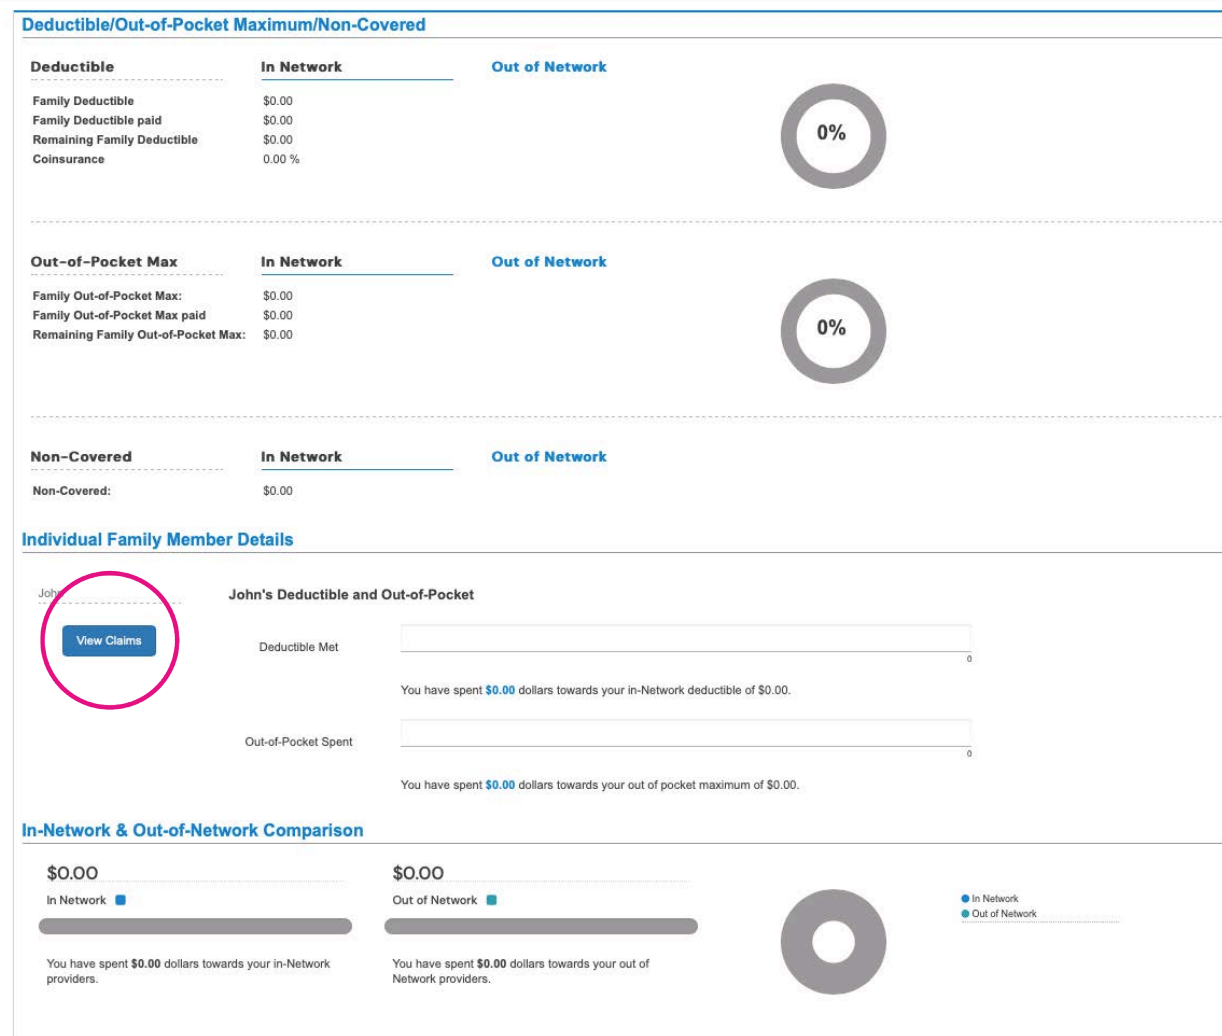 Deductible/Out-of-Pocket Maximum/Non-Covered
Deductible In Network Out of Network
Family Deductible $0.00
Family Deductible paid $0.00
Remaining Family Deductible $0.00
Coinsurance 0.00 %
0%
Out-of-Pocket Max In Network Out of Network
Family Out-of-Pocket Max: $0.00
Family Out-of-Pocket Max paid $0.00
Remaining Family Out-of-Pocket Max: $0.00
0%
Non-Covered In Network Out of Network
Non-Covered: $0.00
Individual Family Member Details
John
View Claims
John's Deductible and Out-of-Pocket
Deductible Met
0
You have spent $0.00 dollars towards your in-Network deductible of $0.00.
Out-of-Pocket Spent
0
You have spent $0.00 dollars towards your out of pocket maximum of $0.00.
In-Network & Out-of-Network Comparison
$0.00
In Network
You have spent $0.00 dollars towards your in-Network
providers.
$0.00
Out of Network
You have spent $0.00 dollars towards your out of
Network providers.
In Network
Out of Network